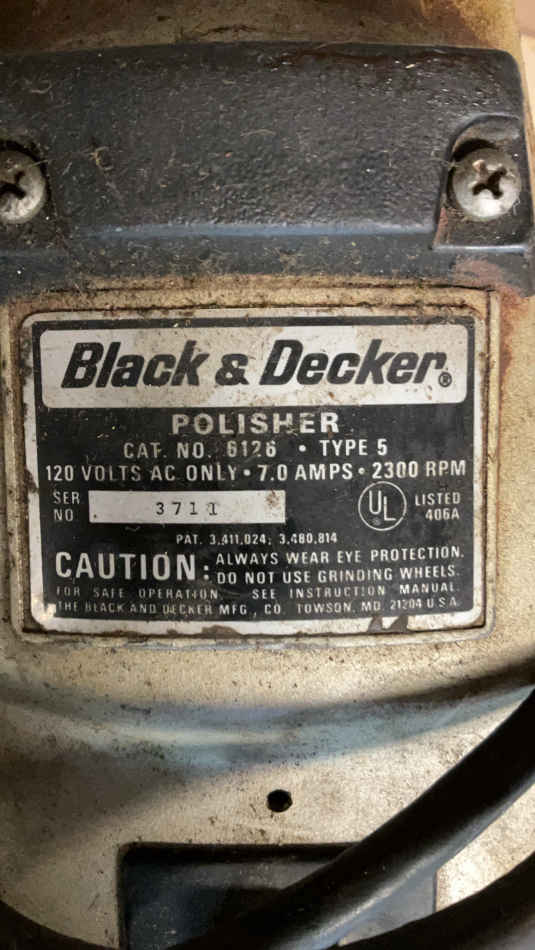 Black & Decker®
POLISHER
CAT. NO. 6126 • TYPE 5
120 VOLTS AC ONLY • 7.0 AMPS • 2300 RPM
SER. NO 3711
UL ® LISTED 406A
PAT. 3,411,024; 3,480,814
CAUTION: ALWAYS WEAR EYE PROTECTION.
DO NOT USE GRINDING WHEELS.
FOR SAFE OPERATION SEE INSTRUCTION MANUAL.
THE BLACK AND DECKER MFG., CO. TOWSON, MD. 21204 U.S.A.